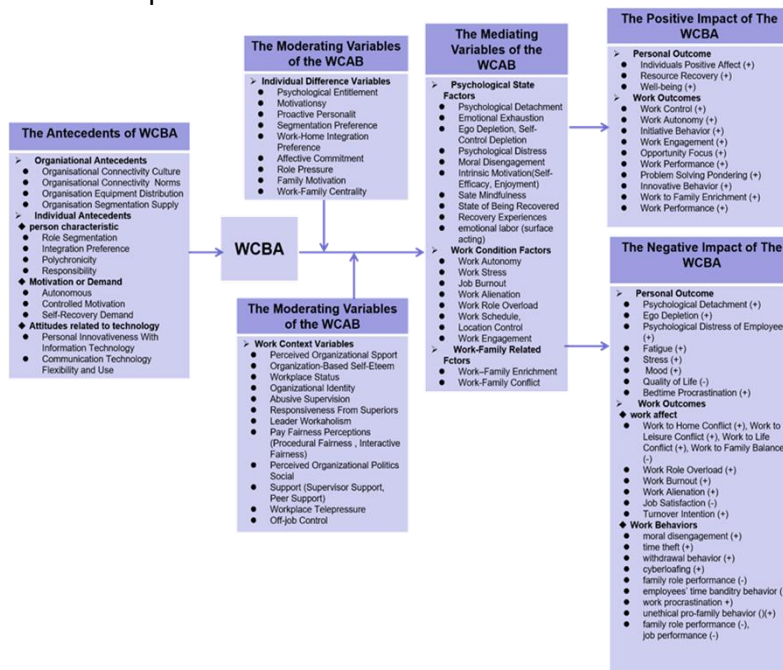 The Antecedents of WCBA
➢ Organiational Antecedents
● Organisational Connectivity Culture
● Organisational Connectivity Norms
● Organisation Equipment Distribution
● Organisation Segmentation Supply
➢ Individual Antecedents
◆ person characteristic
● Role Segmentation
● Integration Preference
● Polychronicity
● Responsibility
◆ Motivation or Demand
● Autonomous
● Controlled Motivation
● Self-Recovery Demand
◆ Attitudes related to technology
● Personal Innovativeness With
Information Technology
● Communication Technology
Flexibility and Use
WCBA
The Moderating Variables
of the WCAB
➢ Individual Difference Variables
● Psychological Entitlement
● Motivationsy
● Proactive Personalit
● Segmentation Preference
● Work-Home Integration
Preference
● Affective Commitment
● Role Pressure
● Family Motivation
● Work-Family Centrality
The Moderating Variables
of the WCAB
➢ Work Context Variables
● Perceived Organizational Spport
● Organization-Based Self-Eteem
● Workplace Status
● Oganizational Identity
● Abusive Supervision
● Responsiveness From Superiors
● Leader Workaholism
● Pay Fairness Perceptions
(Procedural Fairness , Interactive
Fairness)
● Perceived Organizational Politics
Social
● Support (Supervisor Support,
Peer Support)
● Workplace Telepressure
● Off-job Control
The Mediating
Variables of the
WCAB
➢ Psychological State
Factors
● Psychological Detachment
● Emotional Exhaustion
● Ego Depletion, Self-
Control Depletion
● Psychological Distress
● Moral Disengagement
● Intrinsic Motivation(Self-
Efficacy, Enjoyment)
● Sate Mindfulness
● State of Being Recovered
● Recovery Experiences
● emotional labor (surface
acting)
➢ Work Condition Factors
● Work Autonomy
● Work Stress
● Job Burnout
● Work Alienation
● Work Role Overload
● Work Schedule,
● Location Control
● Work Engagement
➢ Work-Family Related
Fctors
● Work–Family Enrichment
● Work-Family Conflict
The Positive Impact of The
WCBA
➢ Personal Outcome
● Individuals Positive Affect (+)
● Resource Recovery (+)
● Well-being (+)
➢ Work Outcomes
● Work Control (+)
● Work Autonomy (+)
● Initiative Behavior (+)
● Work Engagement (+)
● Opportunity Focus (+)
● Work Performance (+)
● Problem Solving Pondering (+)
● Innovative Behavior (+)
● Work to Family Enrichment (+)
● Work Performance (+)
The Negative Impact of The
WCBA
➢ Personal Outcome
● Psychological Detachment (+)
● Ego Depletion (+)
● Psychological Distress of Employee
(+)
● Fatigue (+)
● Stress (+)
● Mood (+)
● Quality of Life (-)
● Bedtime Procrastination (+)
➢ Work Outcomes
◆ work affect
● Work to Home Conflict (+), Work to
Leisure Conflict (+), Work to Life
Conflict (+), Work to Family Balance
(-)
● Work Role Overload (+)
● Work Burnout (+)
● Work Alienation (+)
● Job Satisfaction (-)
● Turnover Intention (+)
◆ Work Behaviors
● moral disengagement (+)
● time theft (+)
● withdrawal behavior (+)
● cyberloafing (+)
● family role performance (-)
● employees' time banditry behavior (
● work procrastination +)
● unethical pro-family behavior ()(+)
● family role performance (-),
job performance (-)